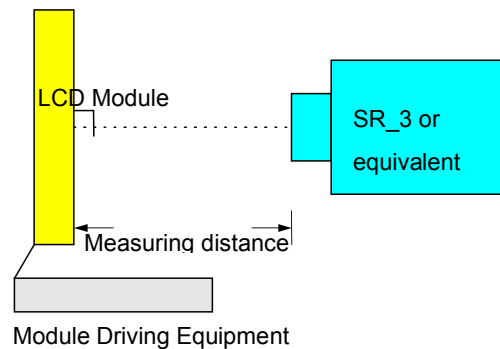 LCD Module
SR_3 or
equivalent
Measuring distance
Module Driving Equipment